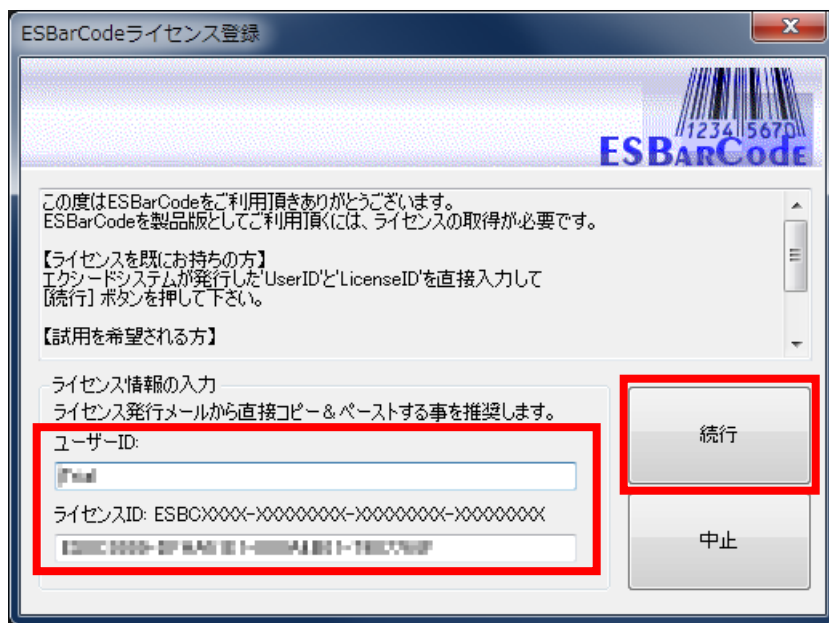 ESBarCodeライセンス登録
1234 5670
ESBARCODE
この度はESBarCodeをご利用頂きありがとうございます。
ESBarCodeを製品版としてご利用頂くには、ライセンスの取得が必要です。
【ライセンスを既にお持ちの方】
エクシードシステムが発行した'UserID'と'LicenseID'を直接入力して
[続行] ボタンを押して下さい。
【試用を希望される方】
ライセンス情報の入力
ライセンス発行メールから直接コピー＆ペーストする事を推奨します。
ユーザーID:
ライセンスID: ESBCXXXX-XXXXXXXX-XXXXXXXX-XXXXXXXX
続行
中止